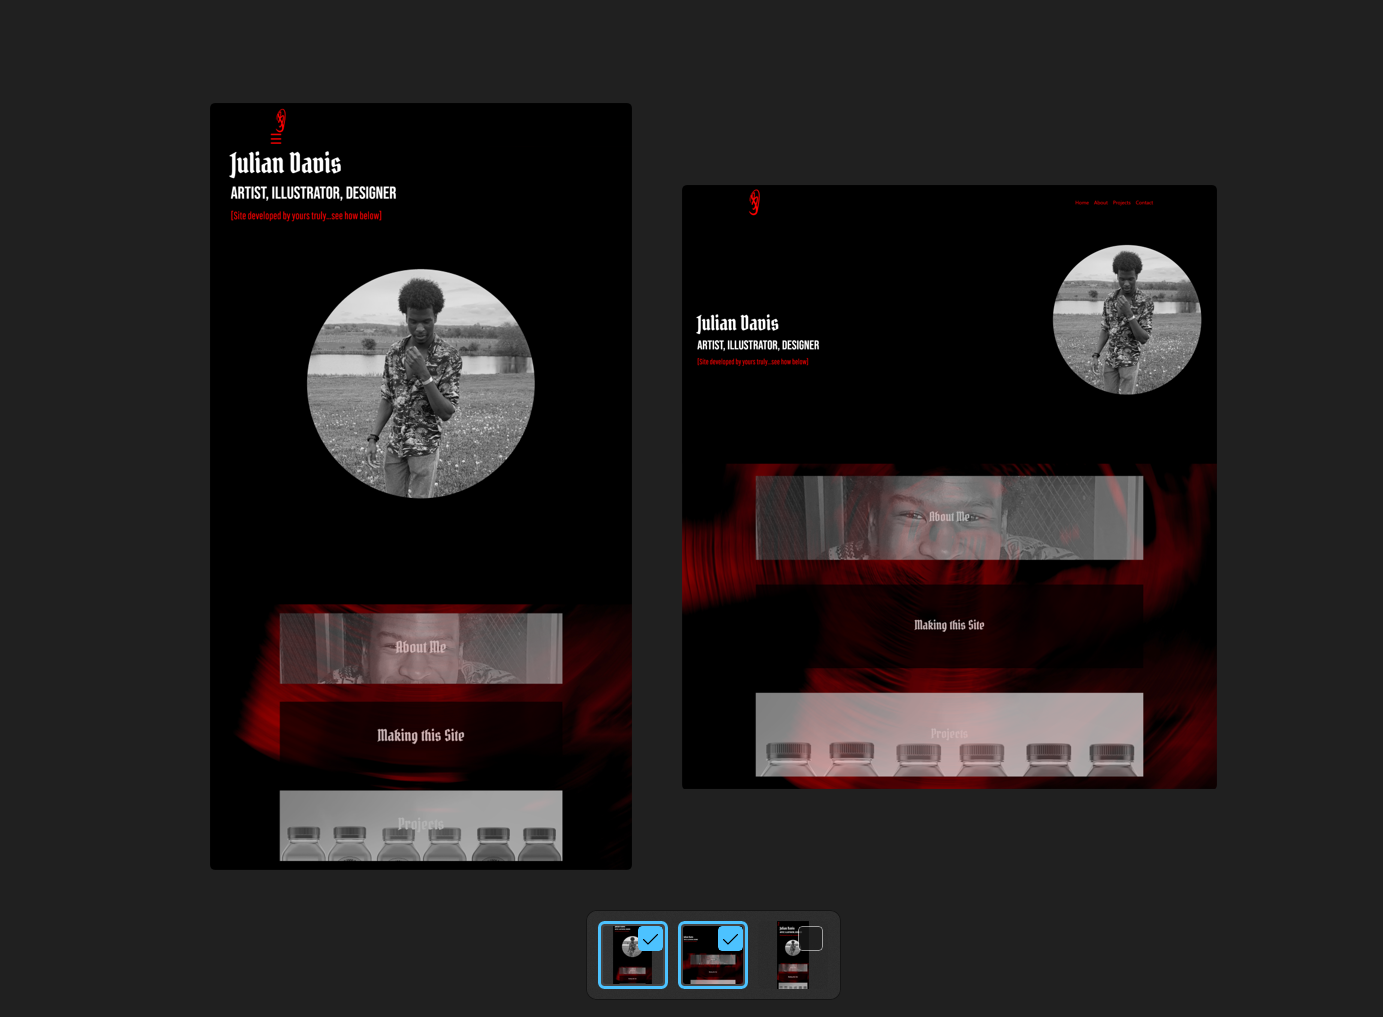 Julian Davis
ARTIST, ILLUSTRATOR, DESIGNER
(Site developed by yours truly...see how below)
About Me
Making this Site
Projects
Home About Projects Contact
Julian Davis
ARTIST, ILLUSTRATOR, DESIGNER
(Site developed by yours truly...see how below)
About Me
Making this Site
Projects